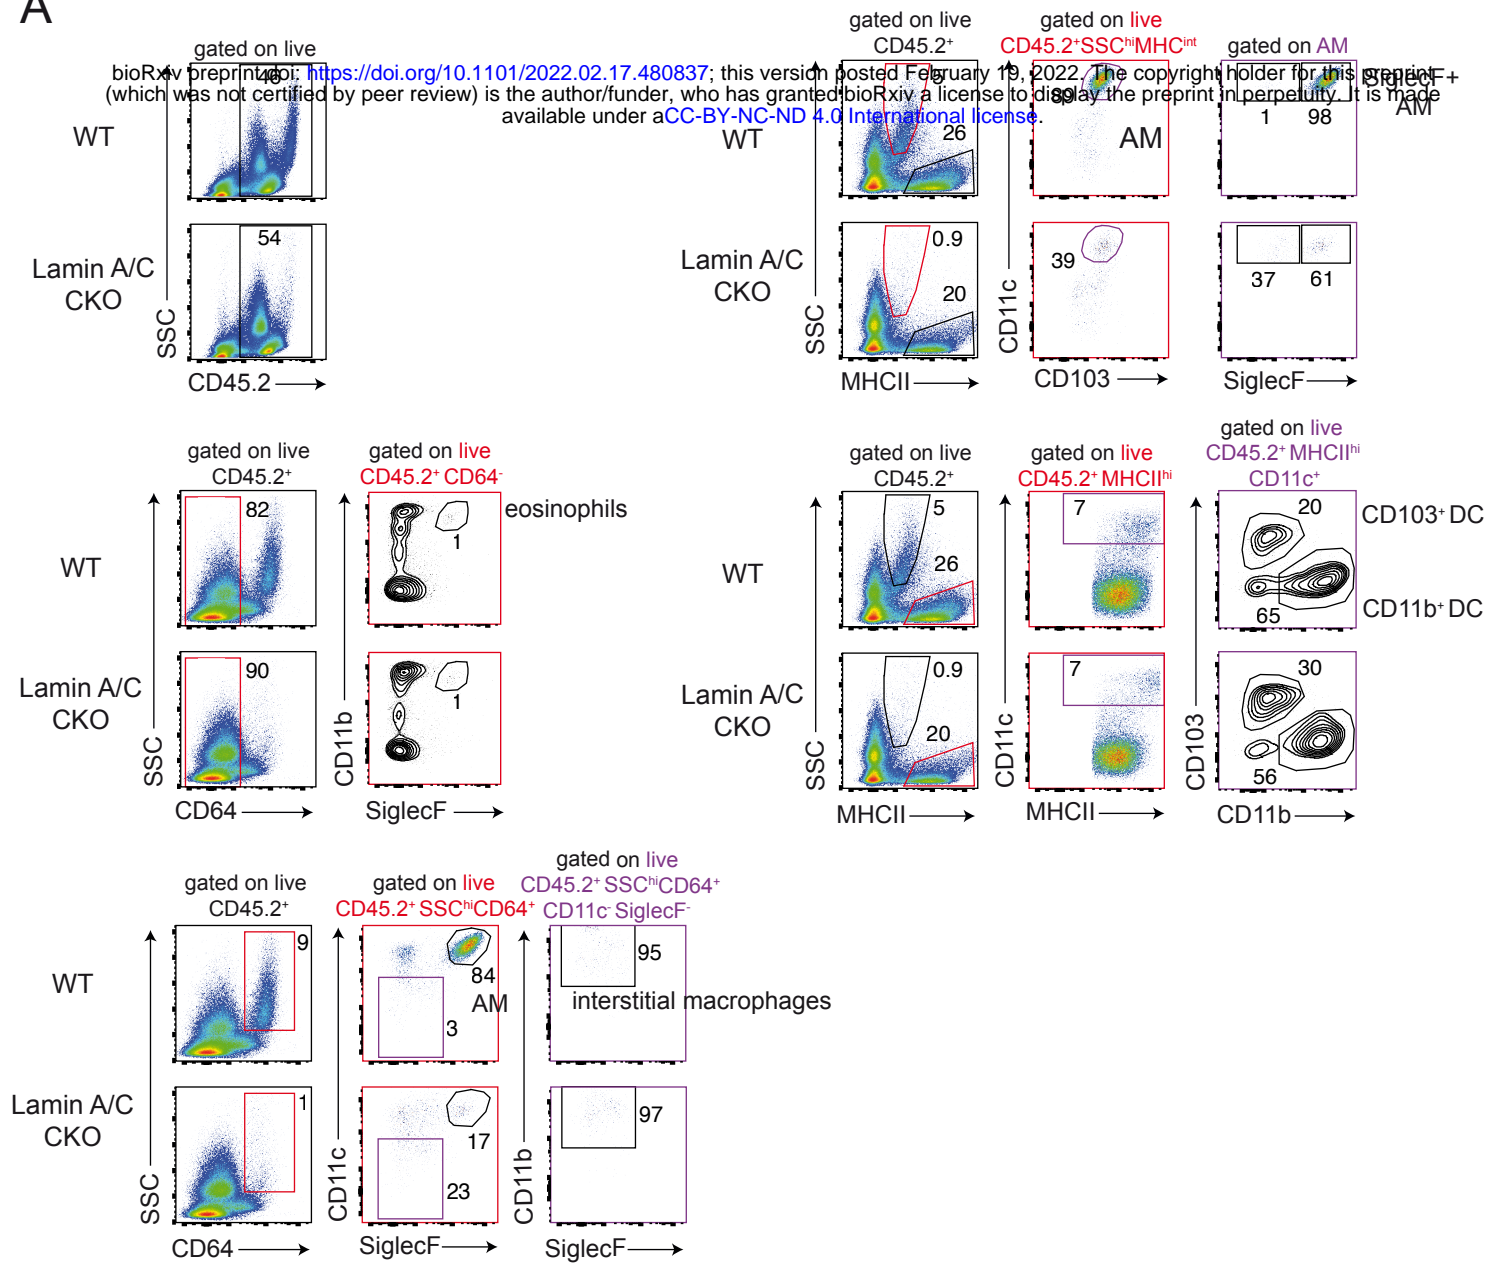 A
bioRxiv preprint doi: https://doi.org/10.1101/2022.02.17.480837; this version posted February 19, 2022. The copyright holder for this preprint
(which was not certified by peer review) is the author/funder, who has granted bioRxiv a license to display the preprint in perpetuity. It is made
available under aCC-BY-NC-ND 4.0 International license.
gated on live
46
WT
54
Lamin A/C
CKO
SSC
CD45.2
gated on live
CD45.2+
gated on live
CD45.2+SSChiMHCint
gated on AM
5
26
WT
89
AM
1
98
SiglecF+
AM
0.9
20
Lamin A/C
CKO
39
37
61
SSC
MHCII
CD11c
CD103
SiglecF
gated on live
CD45.2+
gated on live
CD45.2+ CD64-
82
WT
1
eosinophils
90
Lamin A/C
CKO
1
SSC
CD64
CD11b
SiglecF
gated on live
CD45.2+
gated on live
CD45.2+ MHCIIhi
gated on live
CD45.2+ MHCIIhi
CD11c+
5
26
WT
7
20
65
CD103+ DC
CD11b+ DC
0.9
20
Lamin A/C
CKO
7
30
56
SSC
MHCII
CD11c
MHCII
CD103
CD11b
gated on live
CD45.2+
gated on live
CD45.2+ SSChiCD64+
gated on live
CD45.2+ SSChiCD64+
CD11c- SiglecF-
9
WT
84
AM
3
95
interstitial macrophages
1
Lamin A/C
CKO
17
23
97
SSC
CD64
CD11c
SiglecF
CD11b
SiglecF